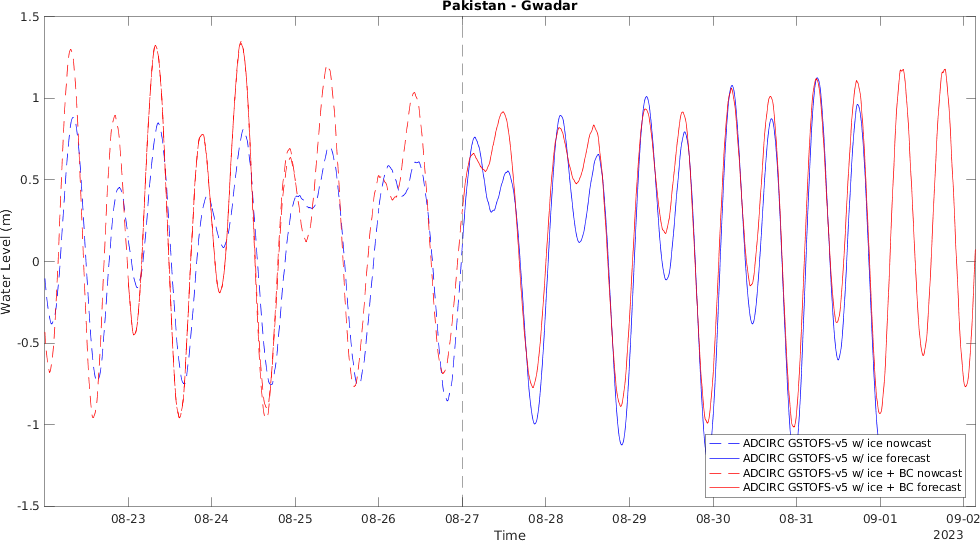 Pakistan - Gwadar
1.5
1
0.5
0
-0.5
-1
-1.5
Water Level (m)
ADCIRC GSTOFS-v5 w/ ice nowcast
ADCIRC GSTOFS-v5 w/ ice forecast
ADCIRC GSTOFS-v5 w/ ice + BC nowcast
ADCIRC GSTOFS-v5 w/ ice + BC forecast
08-23 08-24 08-25 08-26 08-27 08-28 08-29 08-30 08-31 09-01 09-02
2023
Time